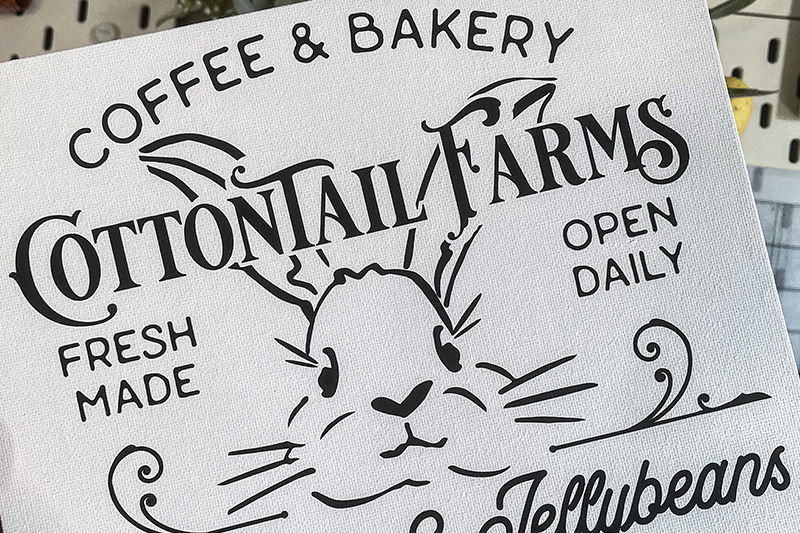 COFFEE & BAKERY
COTTONTAIL FARMS
OPEN
DAILY
FRESH
MADE
& Jellybeans